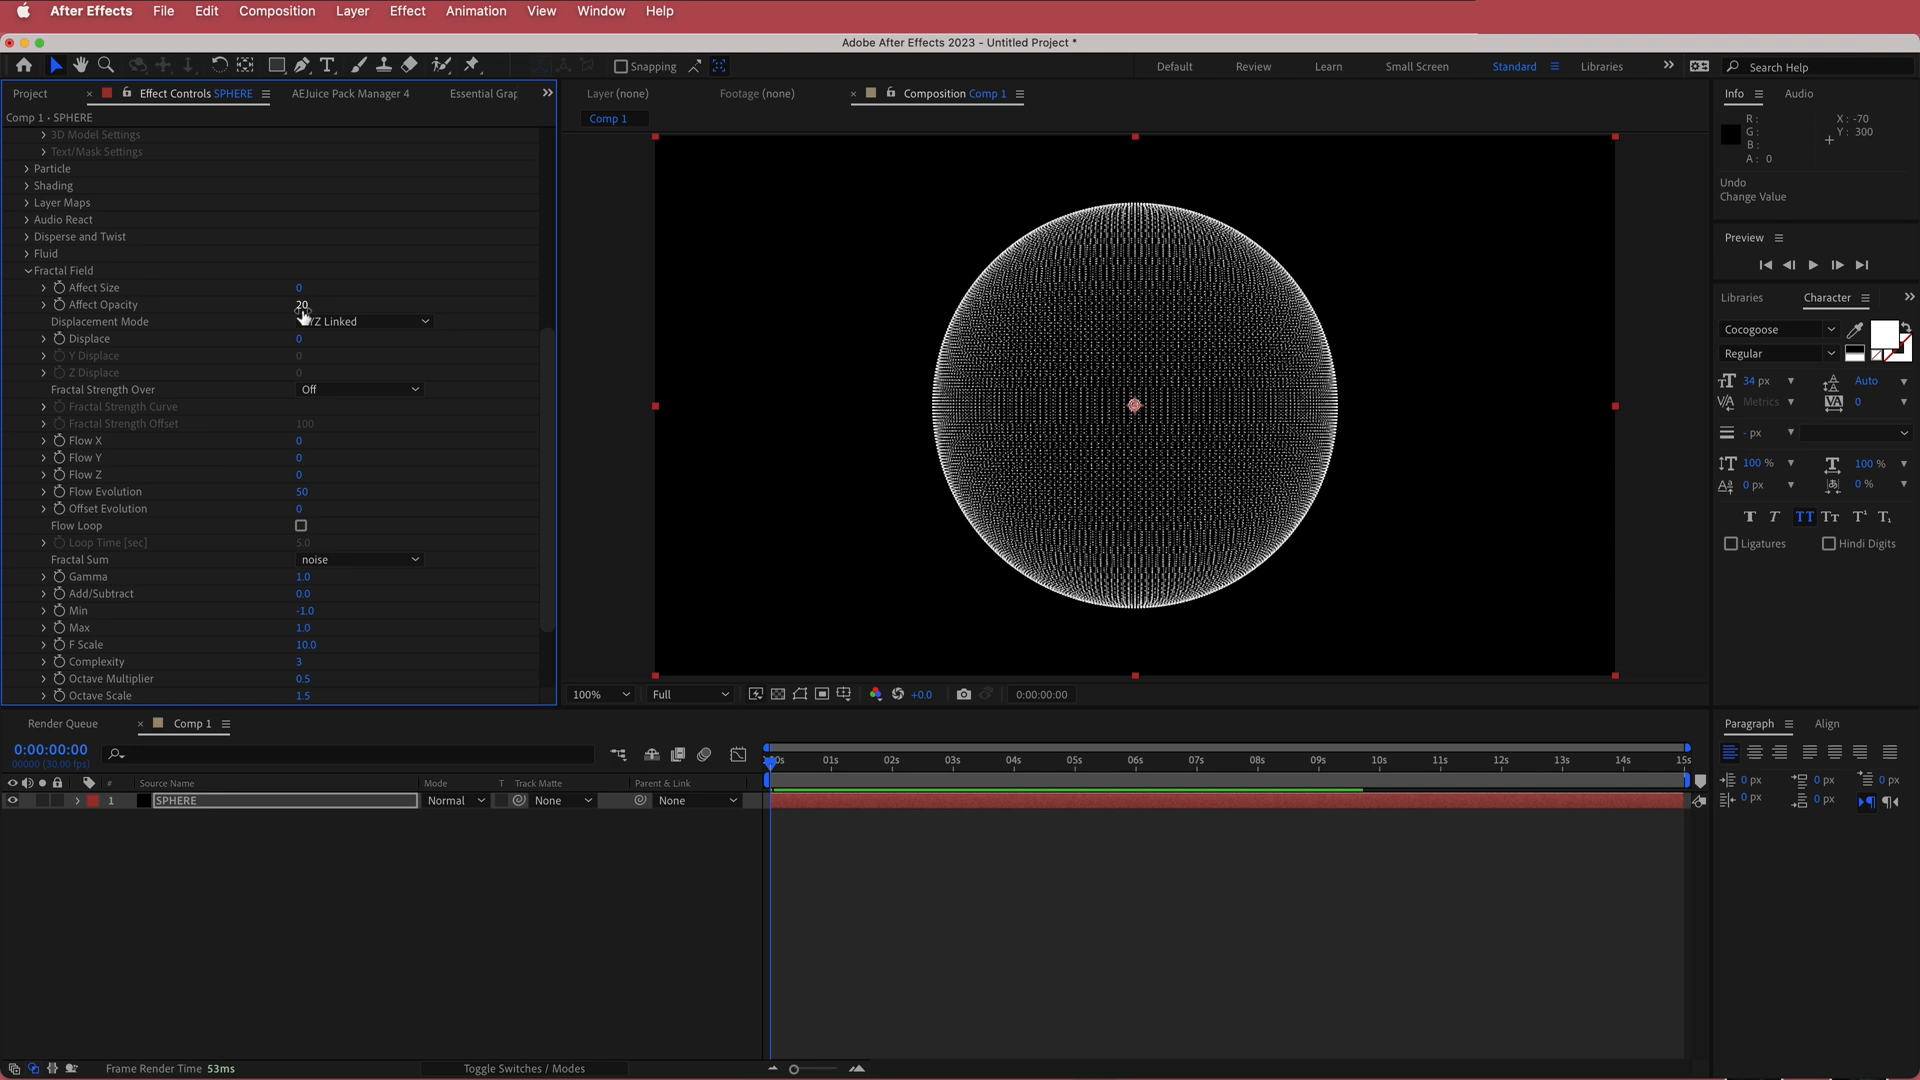 After Effects File Edit Composition Layer Effect Animation View Window Help
Adobe After Effects 2023 - Untitled Project *
Snapping
Default Review Learn Small Screen Standard Libraries Search Help
Project Effect Controls SPHERE AEJuice Pack Manager 4 Essential Grap
Layer (none) Footage (none) Composition Comp 1
Info Audio
Comp 1 • SPHERE
Comp 1
R:
G:
B:
A: 0
X: -70
Y: 300
Undo
Change Value
3D Model Settings
Text/Mask Settings
Particle
Shading
Layer Maps
Audio React
Disperse and Twist
Fluid
Fractal Field
Affect Size 0
Affect Opacity 20
Displacement Mode YZ Linked
Displace 0
Y Displace 0
Z Displace 0
Fractal Strength Over Off
Fractal Strength Curve
Fractal Strength Offset 100
Flow X 0
Flow Y 0
Flow Z 0
Flow Evolution 50
Offset Evolution 0
Flow Loop
Loop Time [sec] 5.0
Fractal Sum noise
Gamma 1.0
Add/Subtract 0.0
Min -1.0
Max 1.0
F Scale 10.0
Complexity 3
Octave Multiplier 0.5
Octave Scale 1.5
100% Full +0.0 0:00:00:00
Preview
Libraries Character
Cocogoose
Regular
34 px Auto
Metrics 0
- px
100 % 100 %
0 px 0 %
T T TT Tт T¹ T₁
Ligatures Hindi Digits
Render Queue Comp 1
0:00:00:00
00000 (30.00 fps)
# Source Name Mode T Track Matte Parent & Link
1 SPHERE Normal None None
00s 01s 02s 03s 04s 05s 06s 07s 08s 09s 10s 11s 12s 13s 14s 15s
Paragraph Align
0 px 0 px 0 px
0 px 0 px
Frame Render Time 53ms Toggle Switches / Modes